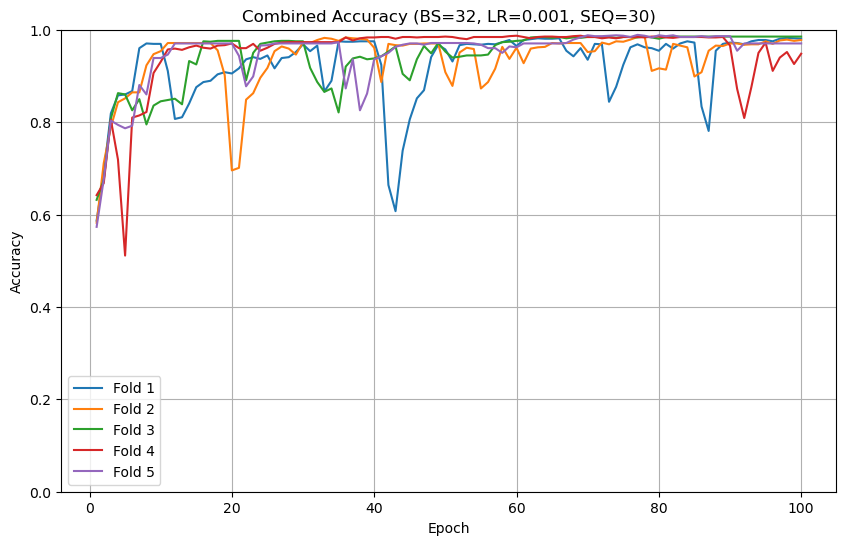 Combined Accuracy (BS=32, LR=0.001, SEQ=30)
1.0
0.8
0.6
0.4
0.2
0.0
Accuracy
Fold 1
Fold 2
Fold 3
Fold 4
Fold 5
0 20 40 60 80 100
Epoch